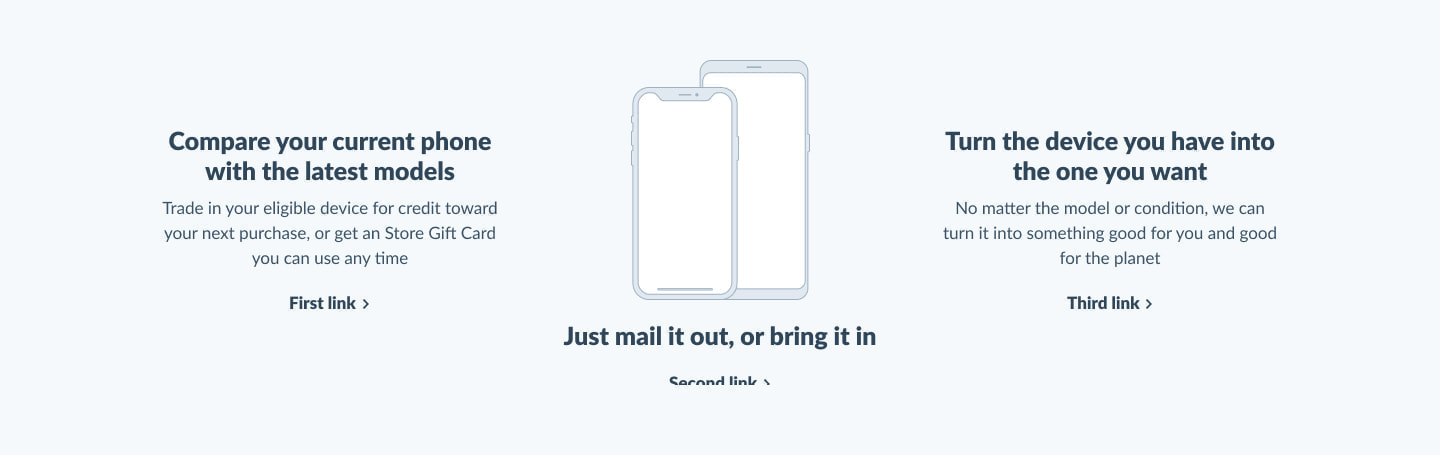 Compare your current phone
with the latest models
Trade in your eligible device for credit toward
your next purchase, or get an Store Gift Card
you can use any time
First link
Just mail it out, or bring it in
Second link
Turn the device you have into
the one you want
No matter the model or condition, we can
turn it into something good for you and good
for the planet
Third link